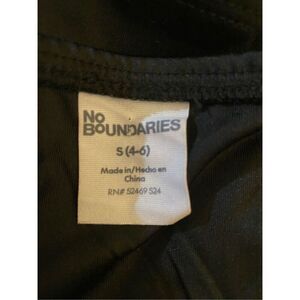 No
BOUNDARIES
S (4-6)
Made in/Hecho en
China
RN# 52469 S24